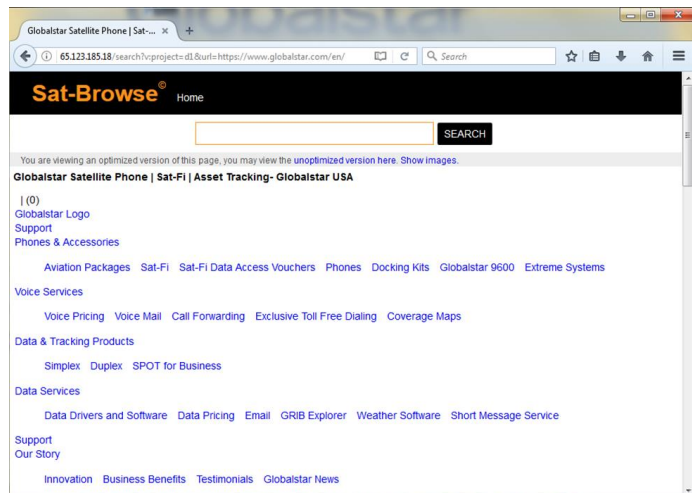 Globalstar
Globalstar Satellite Phone | Sat-...
65.123.185.18/search?v:project=d1&url=https://www.globalstar.com/en/
Search
Sat-Browse© Home
SEARCH
You are viewing an optimized version of this page, you may view the unoptimized version here. Show images.
Globalstar Satellite Phone | Sat-Fi | Asset Tracking- Globalstar USA
| (0)
Globalstar Logo
Support
Phones & Accessories
Aviation Packages Sat-Fi Sat-Fi Data Access Vouchers Phones Docking Kits Globalstar 9600 Extreme Systems
Voice Services
Voice Pricing Voice Mail Call Forwarding Exclusive Toll Free Dialing Coverage Maps
Data & Tracking Products
Simplex Duplex SPOT for Business
Data Services
Data Drivers and Software Data Pricing Email GRIB Explorer Weather Software Short Message Service
Support
Our Story
Innovation Business Benefits Testimonials Globalstar News